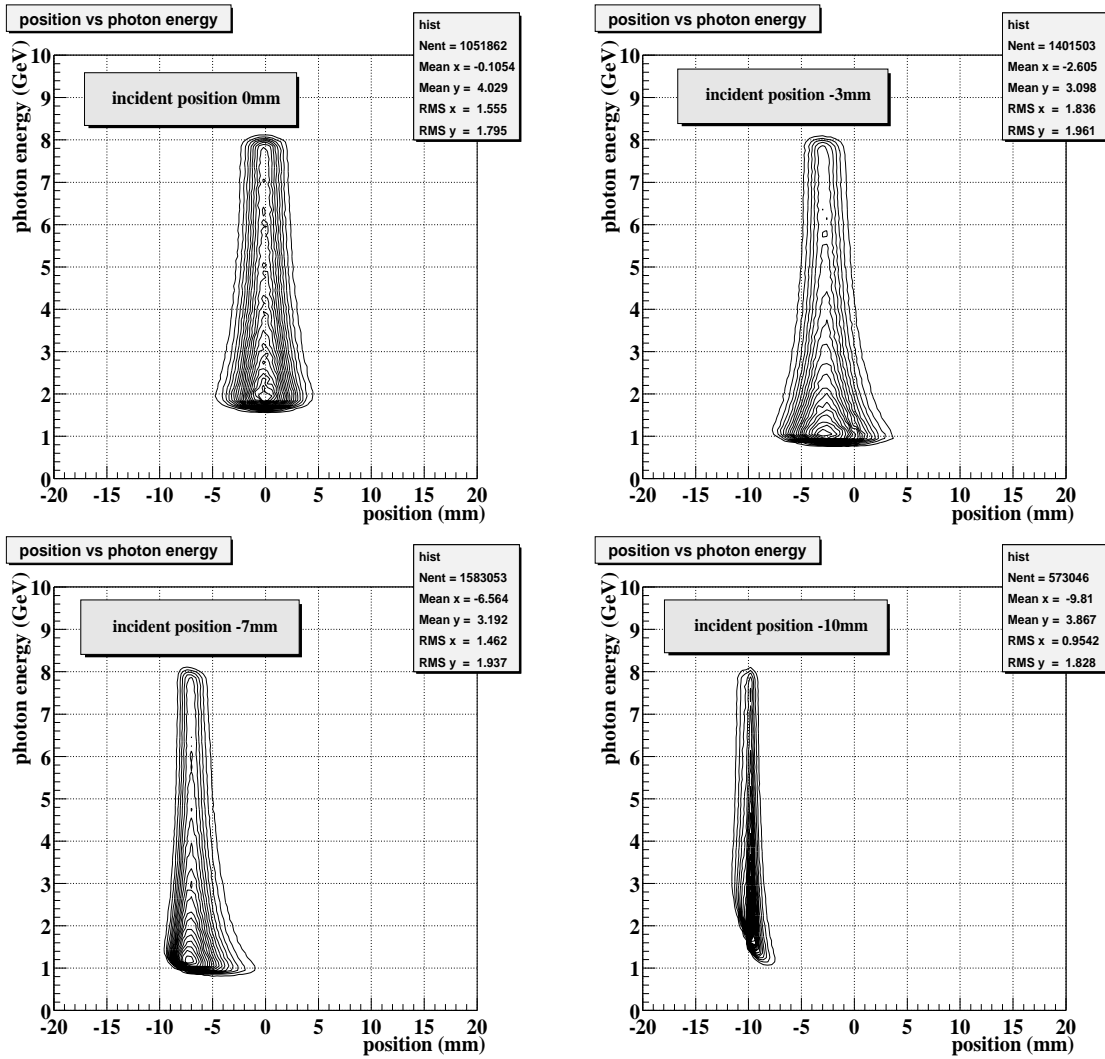 position vs photon energy
hist
Nent = 1051862
Mean x = -0.1054
Mean y = 4.029
RMS x = 1.555
RMS y = 1.795
incident position 0mm
photon energy (GeV)
10
9
8
7
6
5
4
3
2
1
0
-20 -15 -10 -5 0 5 10 15 20
position (mm)
position vs photon energy
hist
Nent = 1401503
Mean x = -2.605
Mean y = 3.098
RMS x = 1.836
RMS y = 1.961
incident position -3mm
photon energy (GeV)
10
9
8
7
6
5
4
3
2
1
0
-20 -15 -10 -5 0 5 10 15 20
position (mm)
position vs photon energy
hist
Nent = 1583053
Mean x = -6.564
Mean y = 3.192
RMS x = 1.462
RMS y = 1.937
incident position -7mm
photon energy (GeV)
10
9
8
7
6
5
4
3
2
1
0
-20 -15 -10 -5 0 5 10 15 20
position (mm)
position vs photon energy
hist
Nent = 573046
Mean x = -9.81
Mean y = 3.867
RMS x = 0.9542
RMS y = 1.828
incident position -10mm
photon energy (GeV)
10
9
8
7
6
5
4
3
2
1
0
-20 -15 -10 -5 0 5 10 15 20
position (mm)